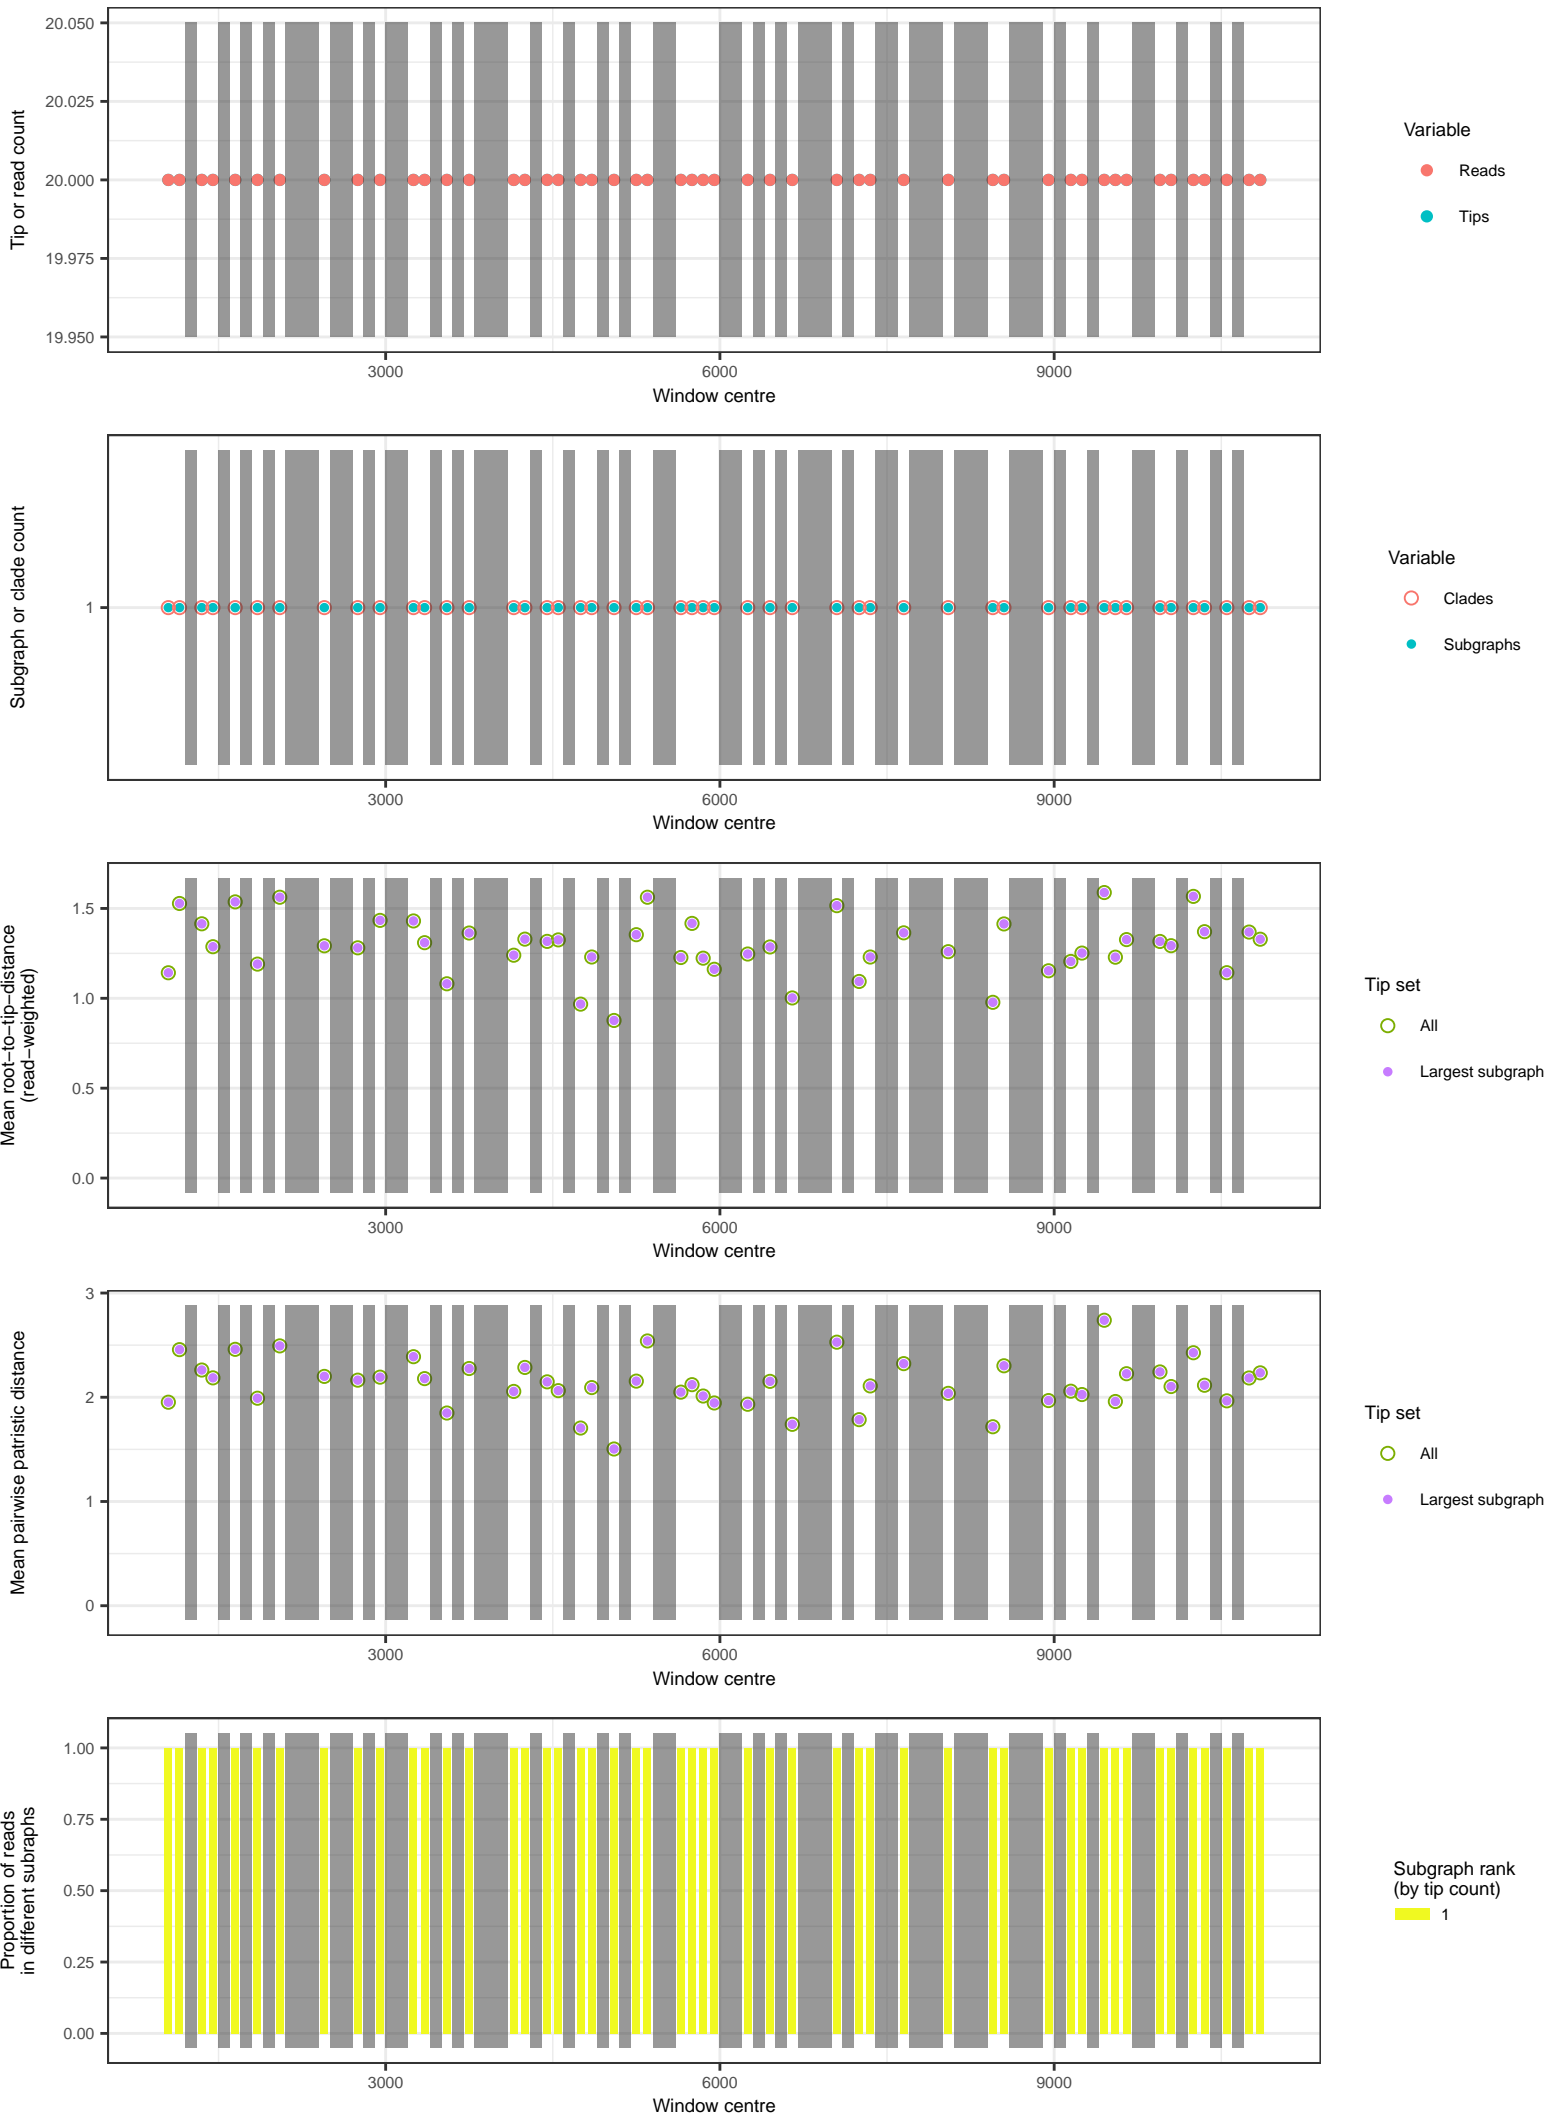 20.050
20.025
20.000
19.975
19.950
Tip or read count
3000
6000
9000
Window centre
Variable
Reads
Tips
1
Subgraph or clade count
3000
6000
9000
Window centre
Variable
Clades
Subgraphs
1.5
1.0
0.5
0.0
Mean root−to−tip−distance
(read−weighted)
3000
6000
9000
Window centre
Tip set
All
Largest subgraph
3
2
1
0
Mean pairwise patristic distance
3000
6000
9000
Window centre
Tip set
All
Largest subgraph
1.00
0.75
0.50
0.25
0.00
Proportion of reads
in different subraphs
3000
6000
9000
Window centre
Subgraph rank
(by tip count)
1